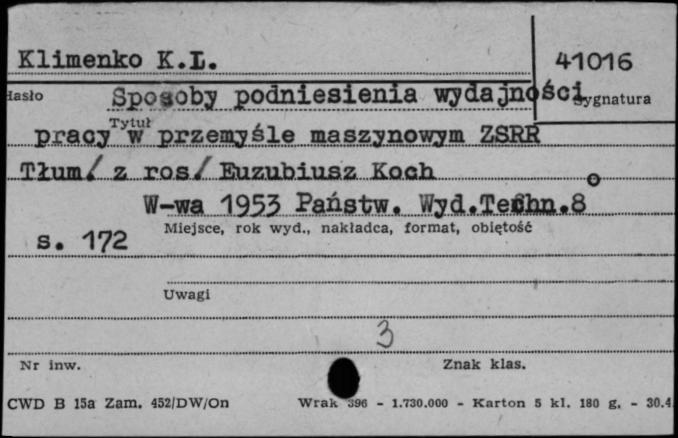 Klimenko K.L.
41016
Hasło
Sposoby podniesienia wydajności
Sygnatura
Tytuł
pracy w przemyśle maszynowym ZSRR
Tłum/ z ros/ Euzubiusz Koch
W-wa 1953 Państw. Wyd.Techn.8o
Miejsce, rok wyd., nakładca, format, obiętość
s. 172
Uwagi
3
Nr inw.
Znak klas.
CWD B 15a Zam. 452/DW/On
Wrak 396 - 1.730.000 - Karton 5 kl. 180 g. - 30.4